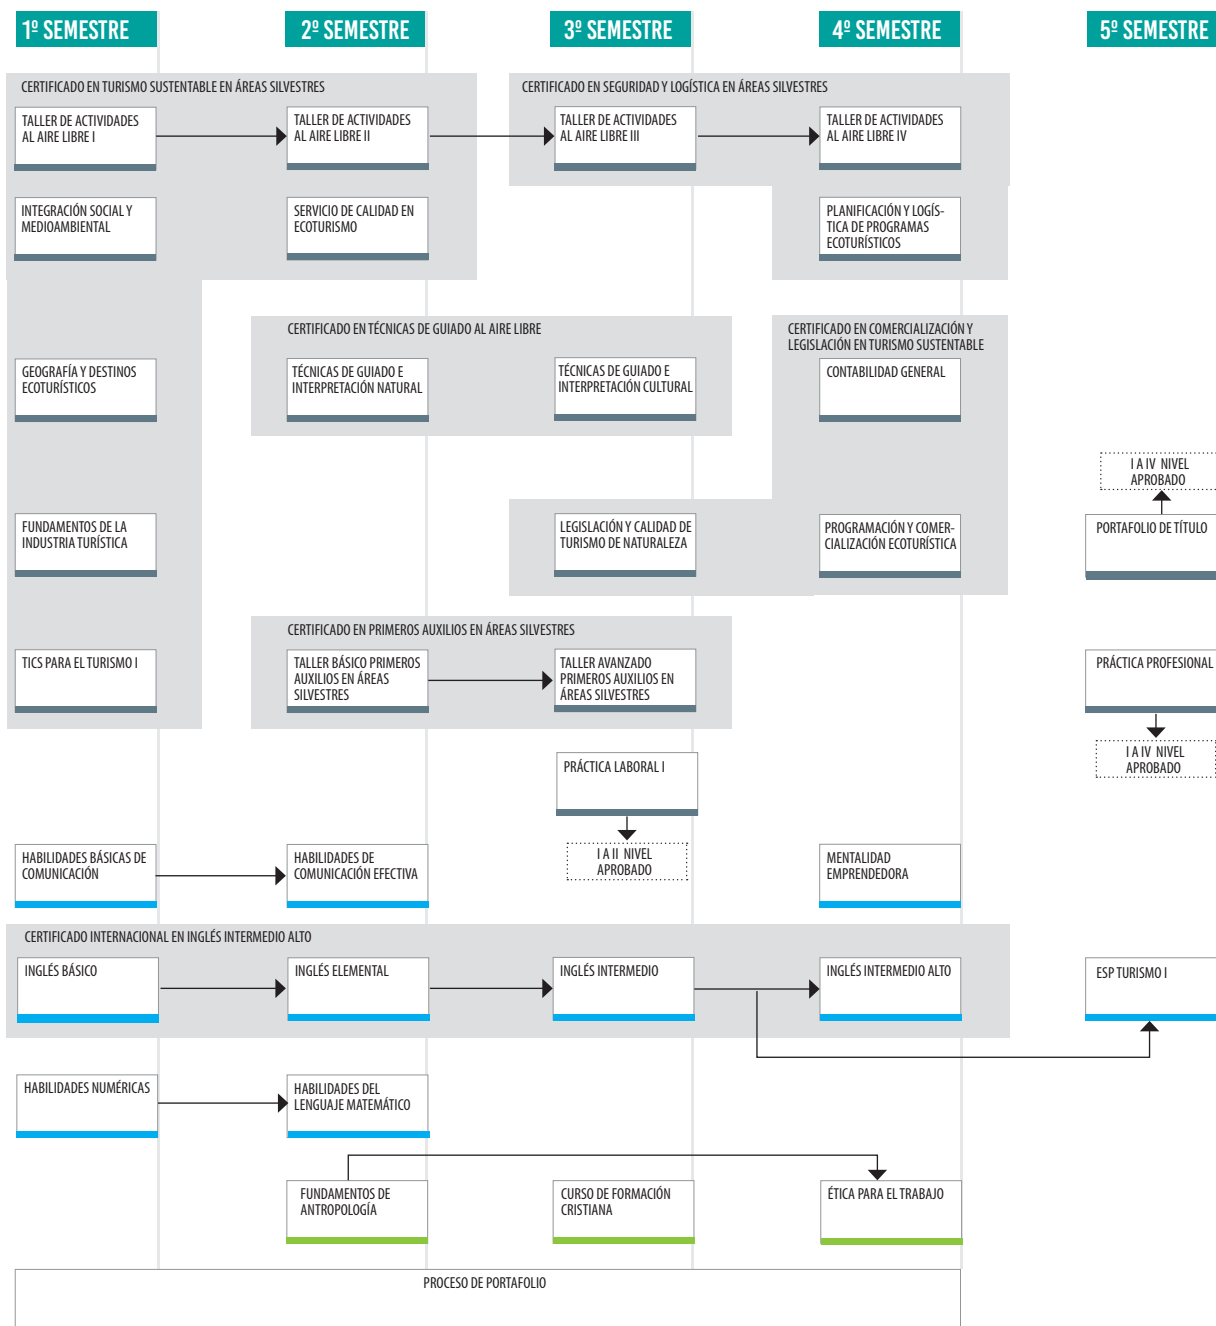 1º SEMESTRE
2º SEMESTRE
3º SEMESTRE
4º SEMESTRE
5º SEMESTRE
CERTIFICADO EN TURISMO SUSTENTABLE EN ÁREAS SILVESTRES
CERTIFICADO EN SEGURIDAD Y LOGÍSTICA EN ÁREAS SILVESTRES
TALLER DE ACTIVIDADES
AL AIRE LIBRE I
TALLER DE ACTIVIDADES
AL AIRE LIBRE II
TALLER DE ACTIVIDADES
AL AIRE LIBRE III
TALLER DE ACTIVIDADES
AL AIRE LIBRE IV
INTEGRACIÓN SOCIAL Y
MEDIOAMBIENTAL
SERVICIO DE CALIDAD EN
ECOTURISMO
PLANIFICACIÓN Y LOGÍS-
TICA DE PROGRAMAS
ECOTURÍSTICOS
CERTIFICADO EN TÉCNICAS DE GUIADO AL AIRE LIBRE
CERTIFICADO EN COMERCIALIZACIÓN Y
LEGISLACIÓN EN TURISMO SUSTENTABLE
GEOGRAFÍA Y DESTINOS
ECOTURÍSTICOS
TÉCNICAS DE GUIADO E
INTERPRETACIÓN NATURAL
TÉCNICAS DE GUIADO E
INTERPRETACIÓN CULTURAL
CONTABILIDAD GENERAL
I A IV NIVEL
APROBADO
FUNDAMENTOS DE LA
INDUSTRIA TURÍSTICA
LEGISLACIÓN Y CALIDAD DE
TURISMO DE NATURALEZA
PROGRAMACIÓN Y COMER-
CIALIZACIÓN ECOTURÍSTICA
PORTAFOLIO DE TÍTULO
CERTIFICADO EN PRIMEROS AUXILIOS EN ÁREAS SILVESTRES
TICS PARA EL TURISMO I
TALLER BÁSICO PRIMEROS
AUXILIOS EN ÁREAS
SILVESTRES
TALLER AVANZADO
PRIMEROS AUXILIOS EN
ÁREAS SILVESTRES
PRÁCTICA PROFESIONAL
I A IV NIVEL
APROBADO
PRÁCTICA LABORAL I
I A II NIVEL
APROBADO
HABILIDADES BÁSICAS DE
COMUNICACIÓN
HABILIDADES DE
COMUNICACIÓN EFECTIVA
MENTALIDAD
EMPRENDEDORA
CERTIFICADO INTERNACIONAL EN INGLÉS INTERMEDIO ALTO
INGLÉS BÁSICO
INGLÉS ELEMENTAL
INGLÉS INTERMEDIO
INGLÉS INTERMEDIO ALTO
ESP TURISMO I
HABILIDADES NUMÉRICAS
HABILIDADES DEL
LENGUAJE MATEMÁTICO
FUNDAMENTOS DE
ANTROPOLOGÍA
CURSO DE FORMACIÓN
CRISTIANA
ÉTICA PARA EL TRABAJO
PROCESO DE PORTAFOLIO